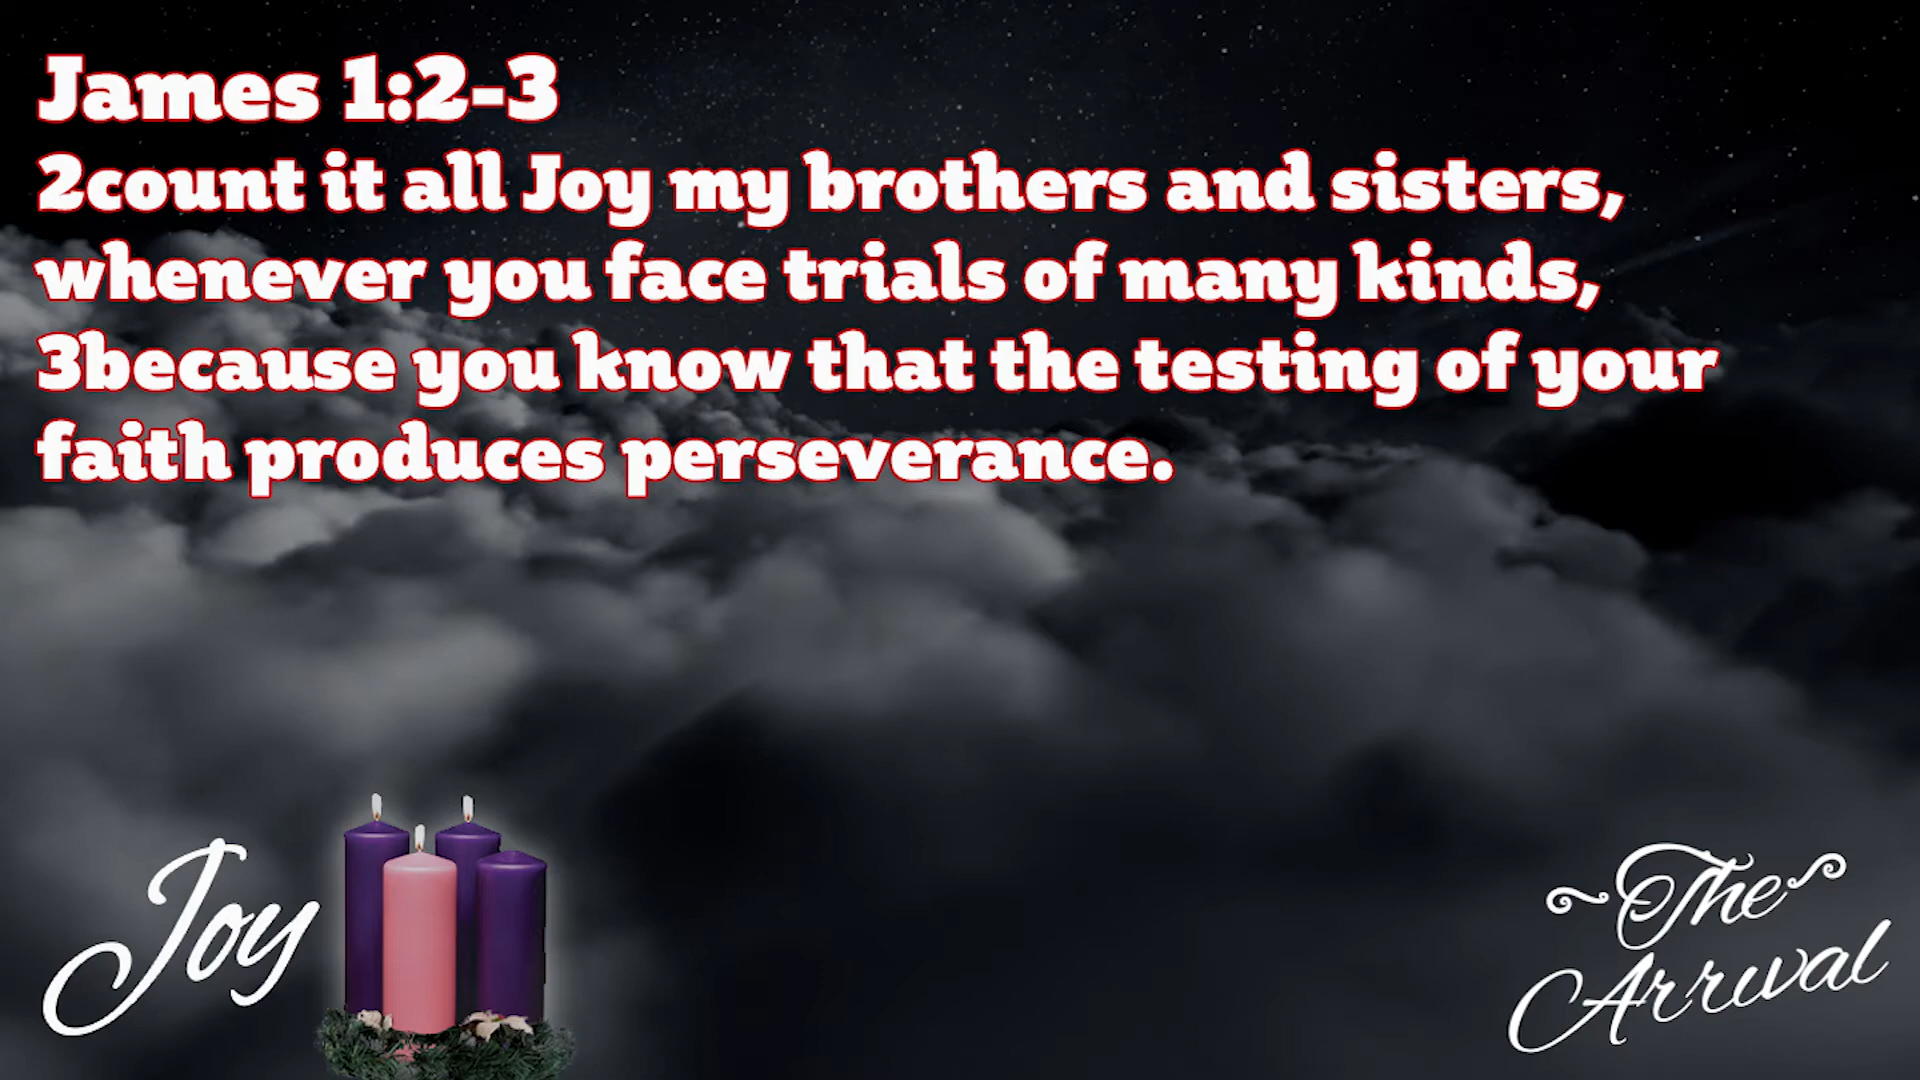 James 1:2-3
2count it all Joy my brothers and sisters,
whenever you face trials of many kinds,
3because you know that the testing of your
faith produces perseverance.
Joy
~The~
Arrival